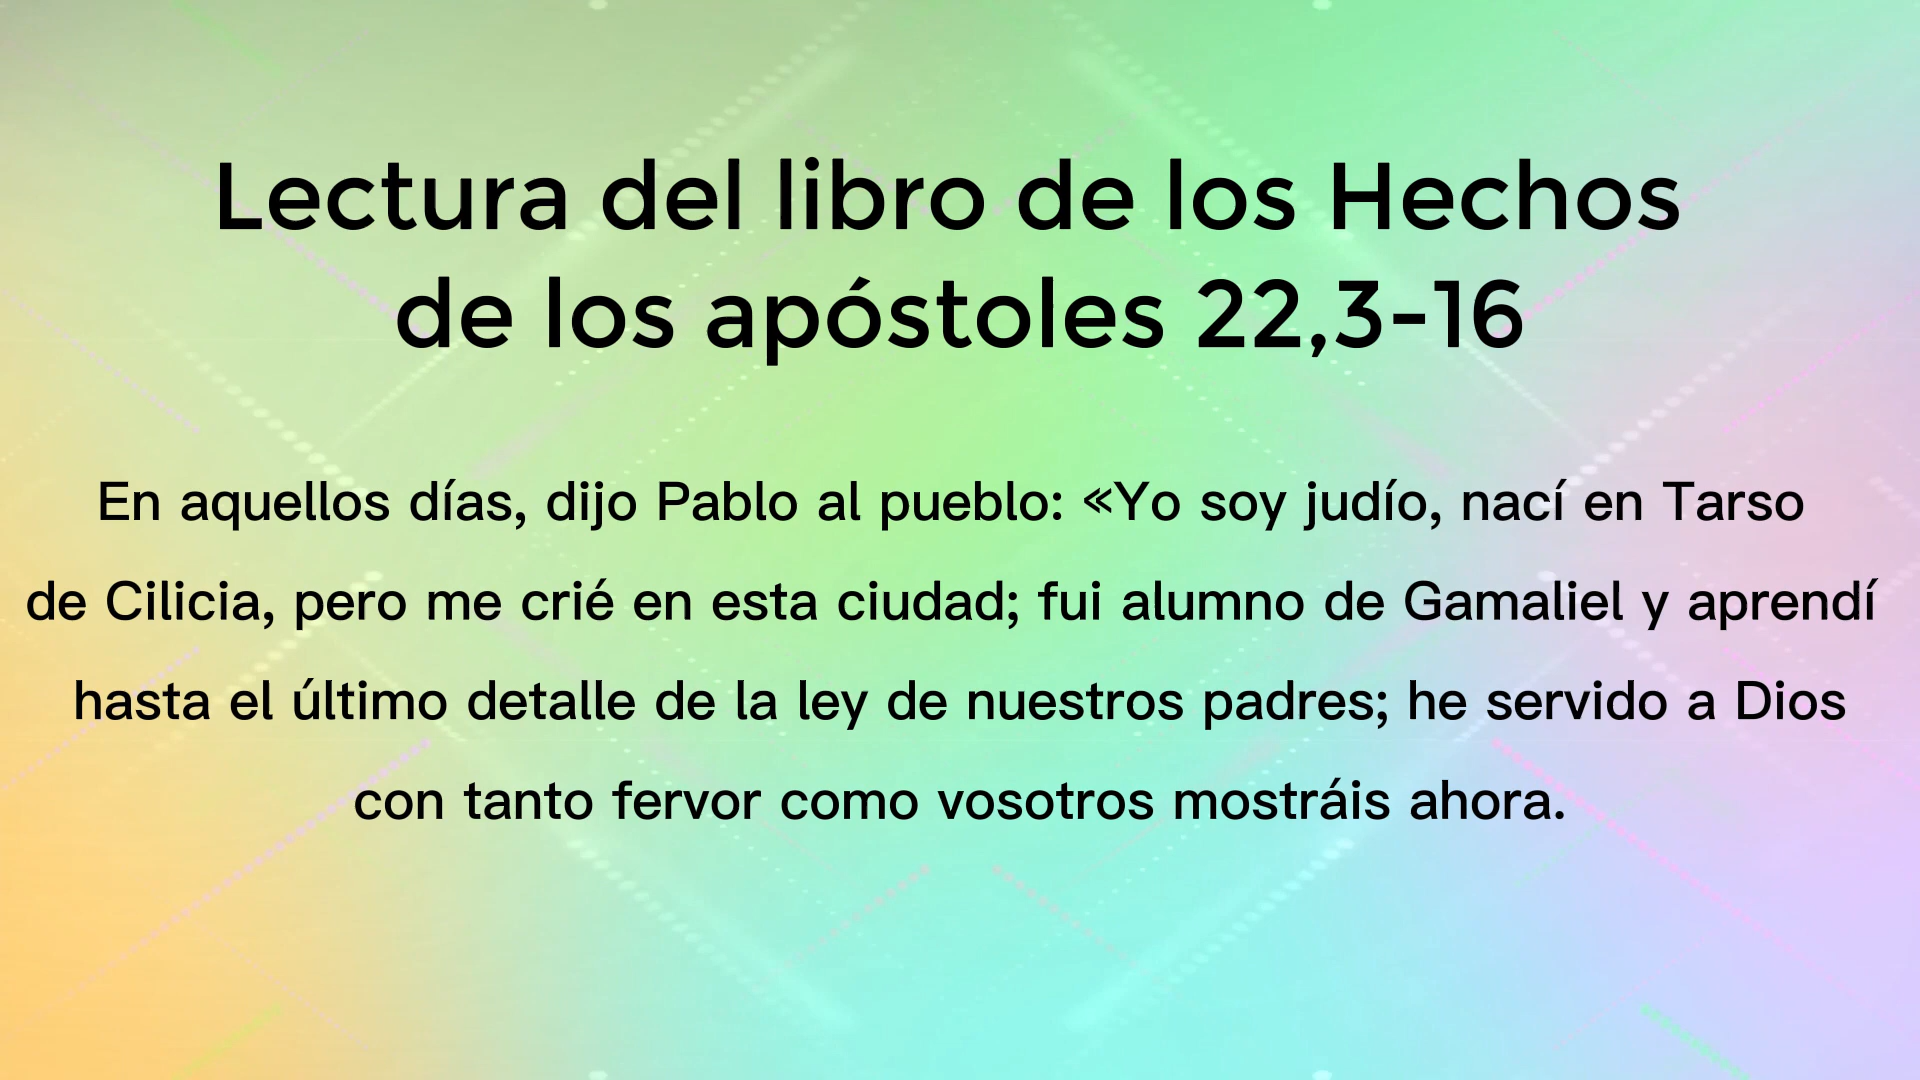 Lectura del libro de los Hechos
de los apóstoles 22,3-16
En aquellos días, dijo Pablo al pueblo: «Yo soy judío, nací en Tarso
de Cilicia, pero me crié en esta ciudad; fui alumno de Gamaliel y aprendí
hasta el último detalle de la ley de nuestros padres; he servido a Dios
con tanto fervor como vosotros mostráis ahora.